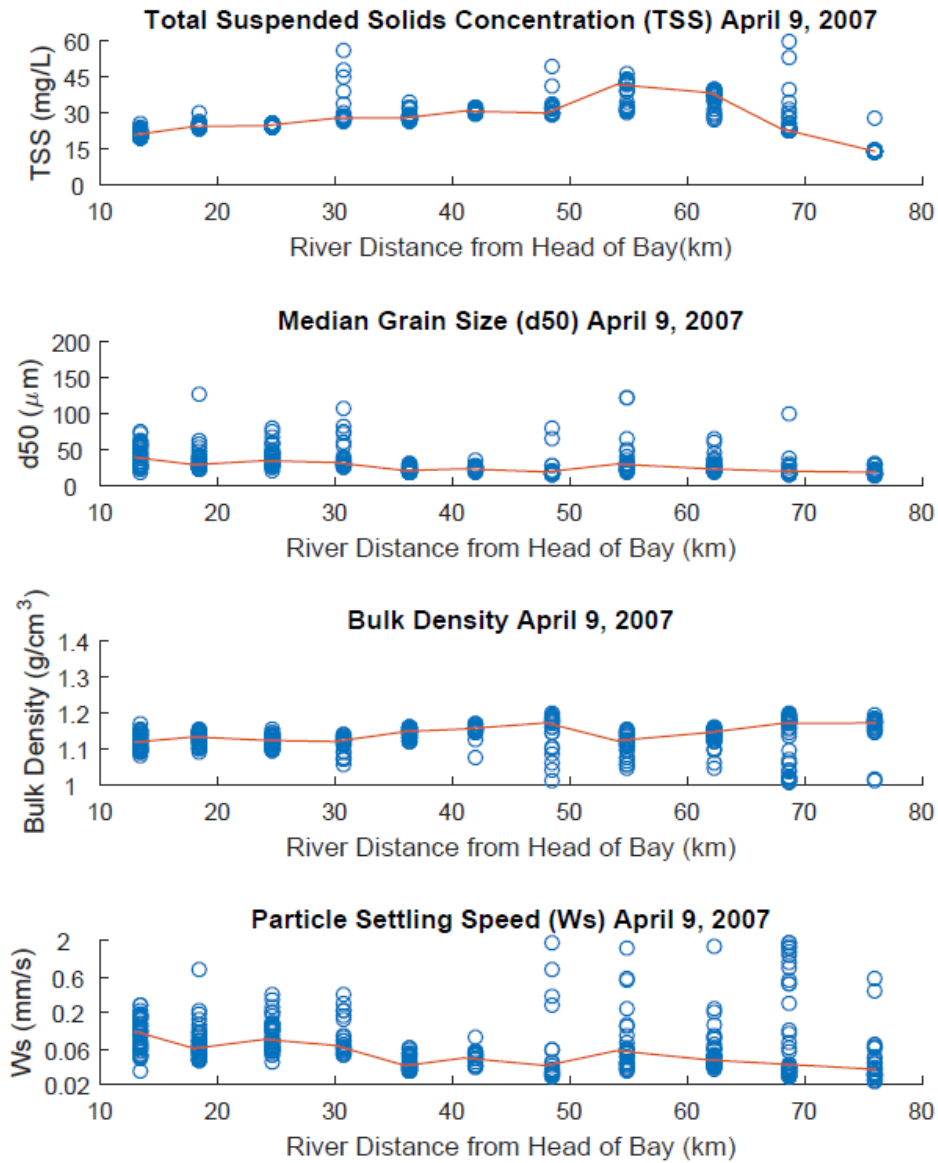 Total Suspended Solids Concentration (TSS) April 9, 2007
TSS (mg/L)
60
45
30
15
0
10 20 30 40 50 60 70 80
River Distance from Head of Bay(km)
Median Grain Size (d50) April 9, 2007
d50 (μm)
200
150
100
50
0
10 20 30 40 50 60 70 80
River Distance from Head of Bay (km)
Bulk Density April 9, 2007
Bulk Density (g/cm³)
1.4
1.3
1.2
1.1
1
10 20 30 40 50 60 70 80
River Distance from Head of Bay (km)
Particle Settling Speed (Ws) April 9, 2007
Ws (mm/s)
2
0.6
0.2
0.06
0.02
10 20 30 40 50 60 70 80
River Distance from Head of Bay (km)